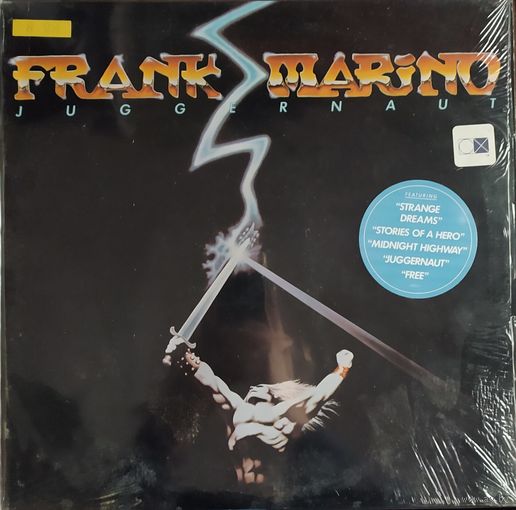 FRANK MARINO
JUGGERNAUT
FEATURING
"STRANGE
DREAMS"
"STORIES OF A HERO"
"MIDNIGHT HIGHWAY"
"JUGGERNAUT"
"FREE"